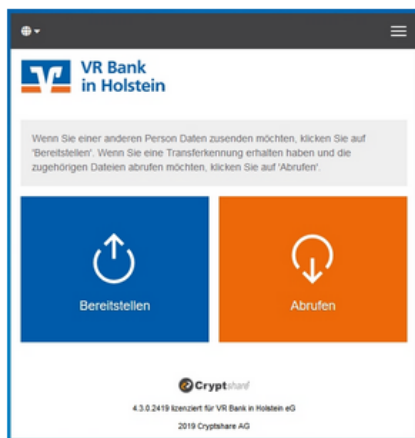 VR Bank
in Holstein
Wenn Sie einer anderen Person Daten zusenden möchten, klicken Sie auf
'Bereitstellen'. Wenn Sie eine Transferkennung erhalten haben und die
zugehörigen Dateien abrufen möchten, klicken Sie auf 'Abrufen'.
Bereitstellen
Abrufen
Cryptshare
4.3.0.2419 lizenziert für VR Bank in Holstein eG
2019 Cryptshare AG